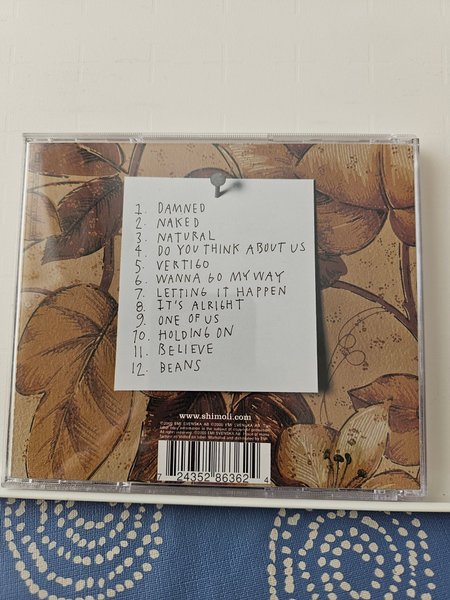 1. DAMNED
2. NAKED
3. NATURAL
4. DO YOU THINK ABOUT US
5. VERTIGO
6. WANNA GO MY WAY
7. LETTING IT HAPPEN
8. IT'S ALRIGHT
9. ONE OF US
10. HOLDING ON
11. BELIEVE
12. BEANS
www.shimoli.com
7 24352 86362 4